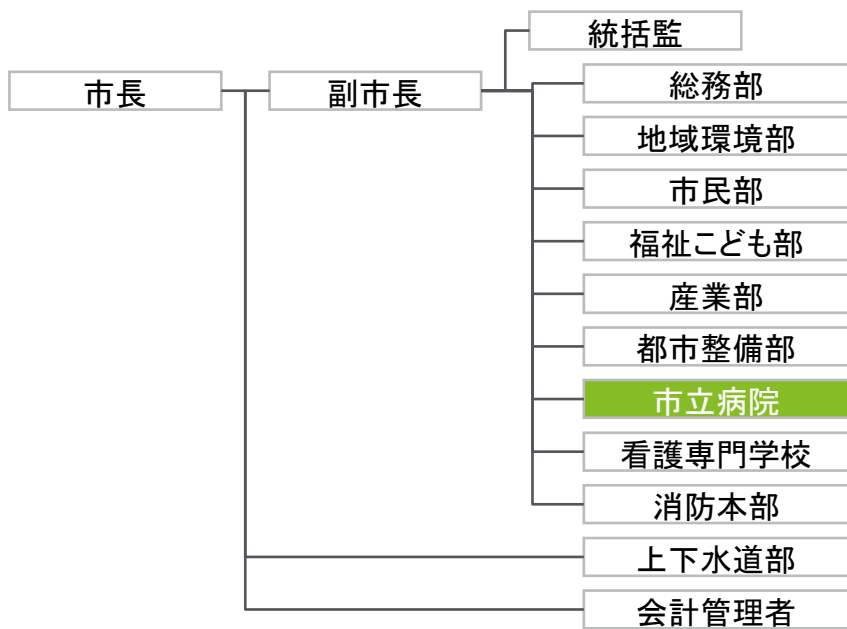 統括監
市長
副市長
総務部
地域環境部
市民部
福祉こども部
産業部
都市整備部
市立病院
看護専門学校
消防本部
上下水道部
会計管理者